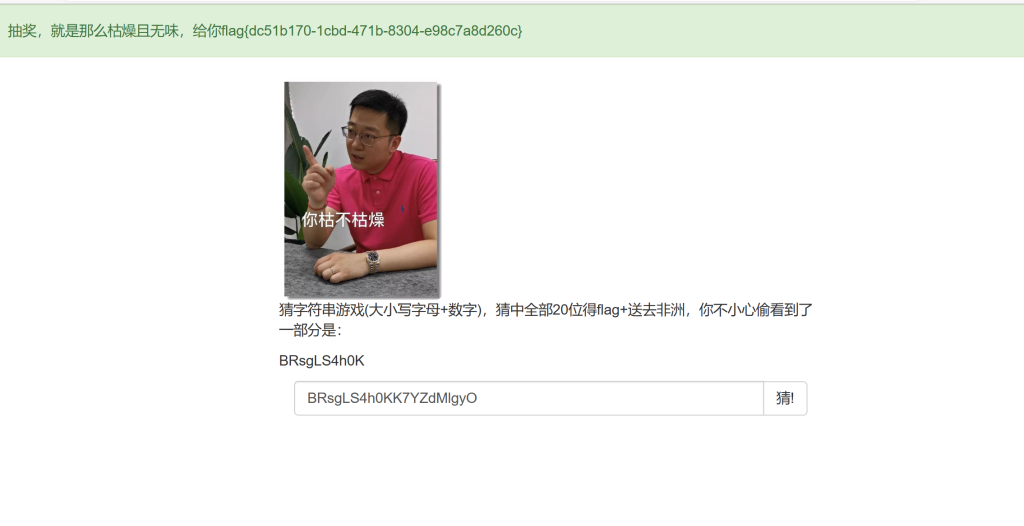 抽奖，就是那么枯燥且无味，给你flag{dc51b170-1cbd-471b-8304-e98c7a8d260c}
你枯不枯燥
猜字符串游戏(大小写字母+数字)，猜中全部20位得flag+送去非洲，你不小心偷看到了
一部分是：
BRsgLS4h0K
BRsgLS4h0KK7YZdMlgyO
猜!